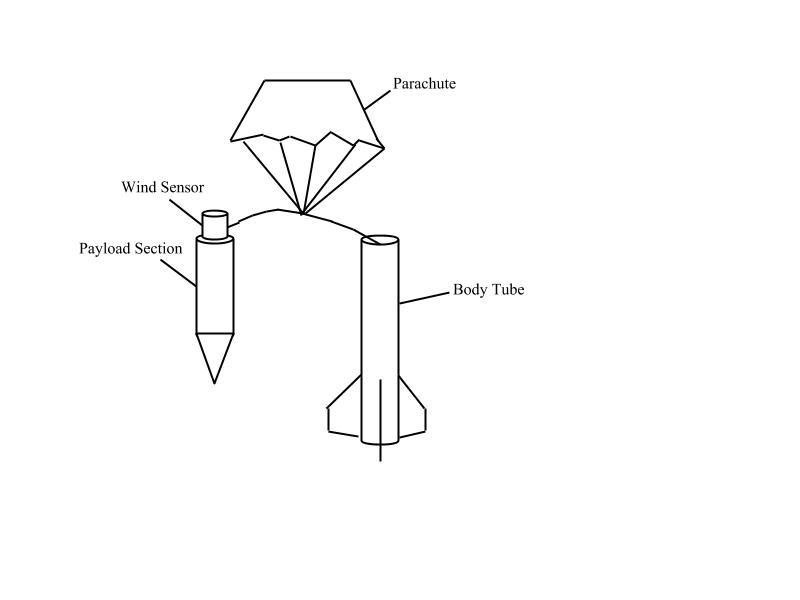 Parachute
Wind Sensor
Payload Section
Body Tube